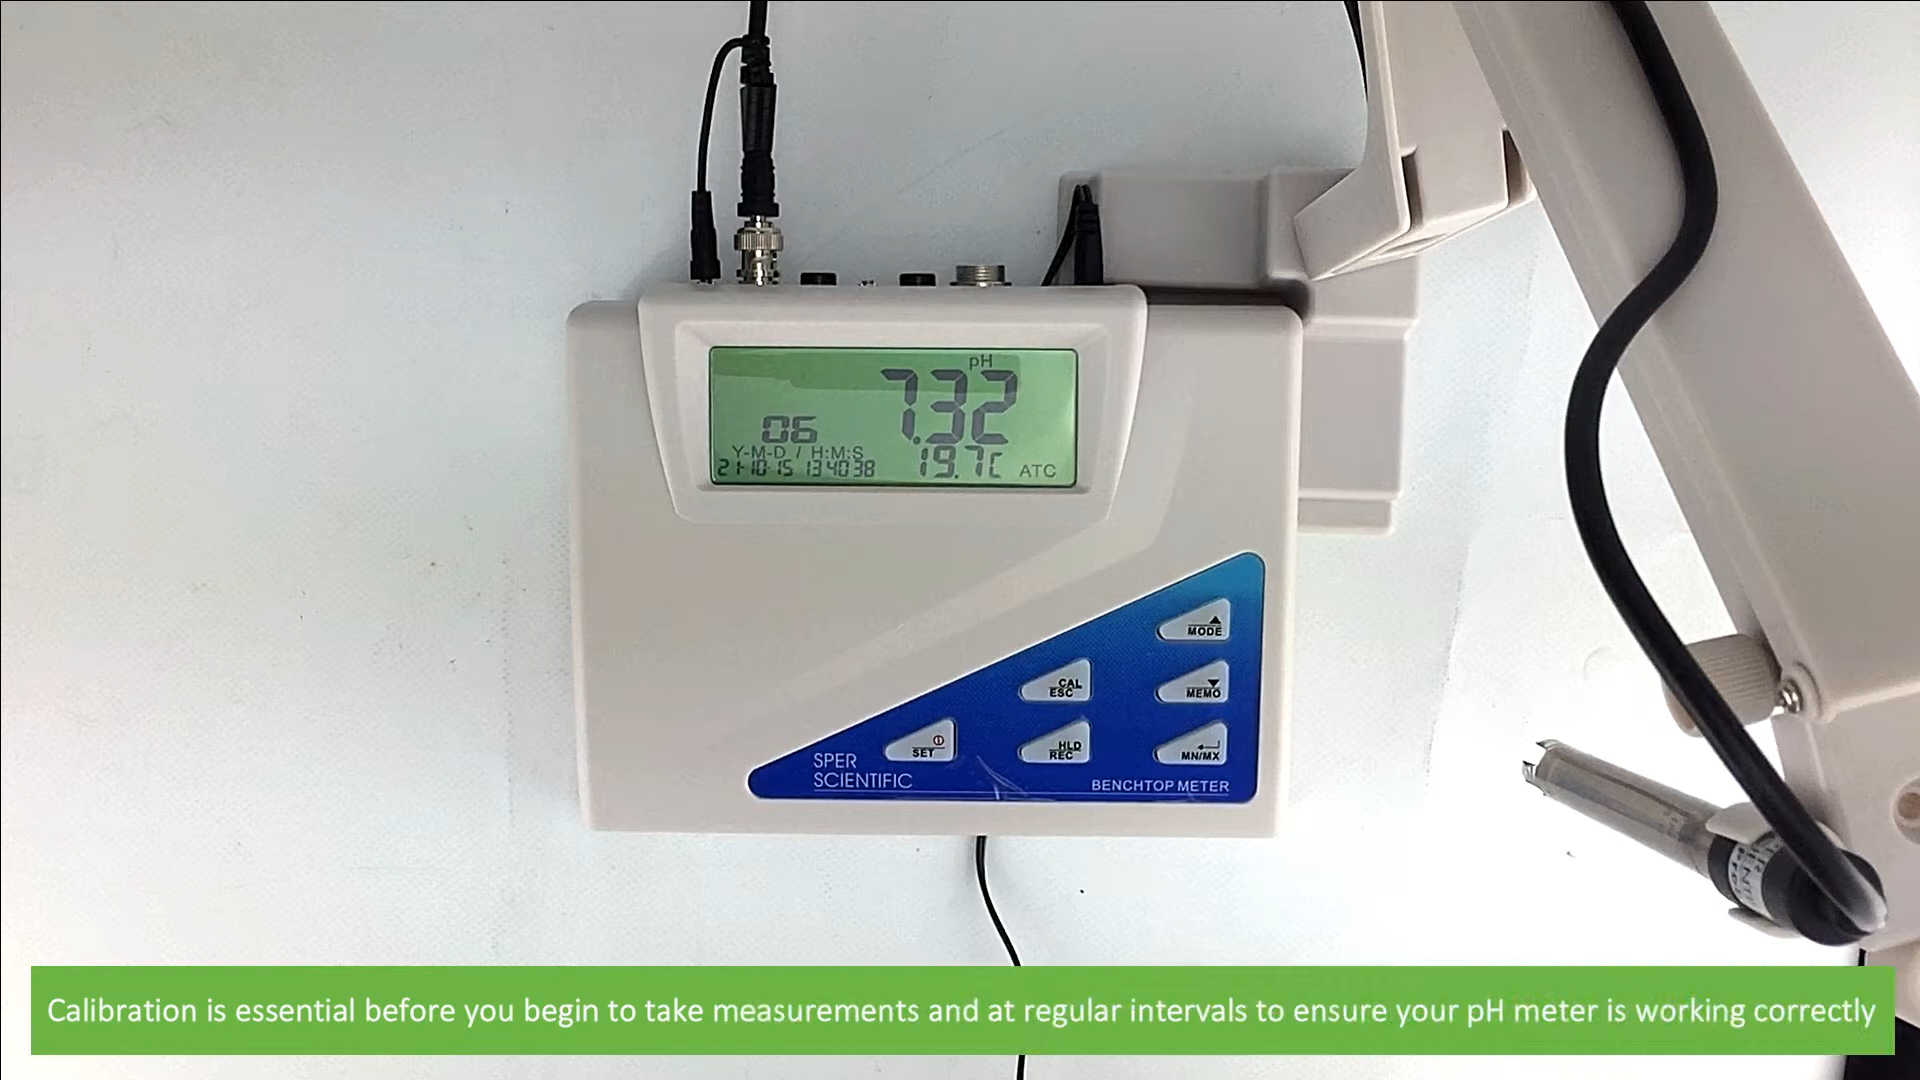 pH
7.32
06
Y-M-D / H:M:S
21-10-15 13 40 38
19.7C ATC
MODE
CAL
ESC
MEMO
SET
HLD
REC
MN/MX
SPER
SCIENTIFIC
BENCHTOP METER
Calibration is essential before you begin to take measurements and at regular intervals to ensure your pH meter is working correctly